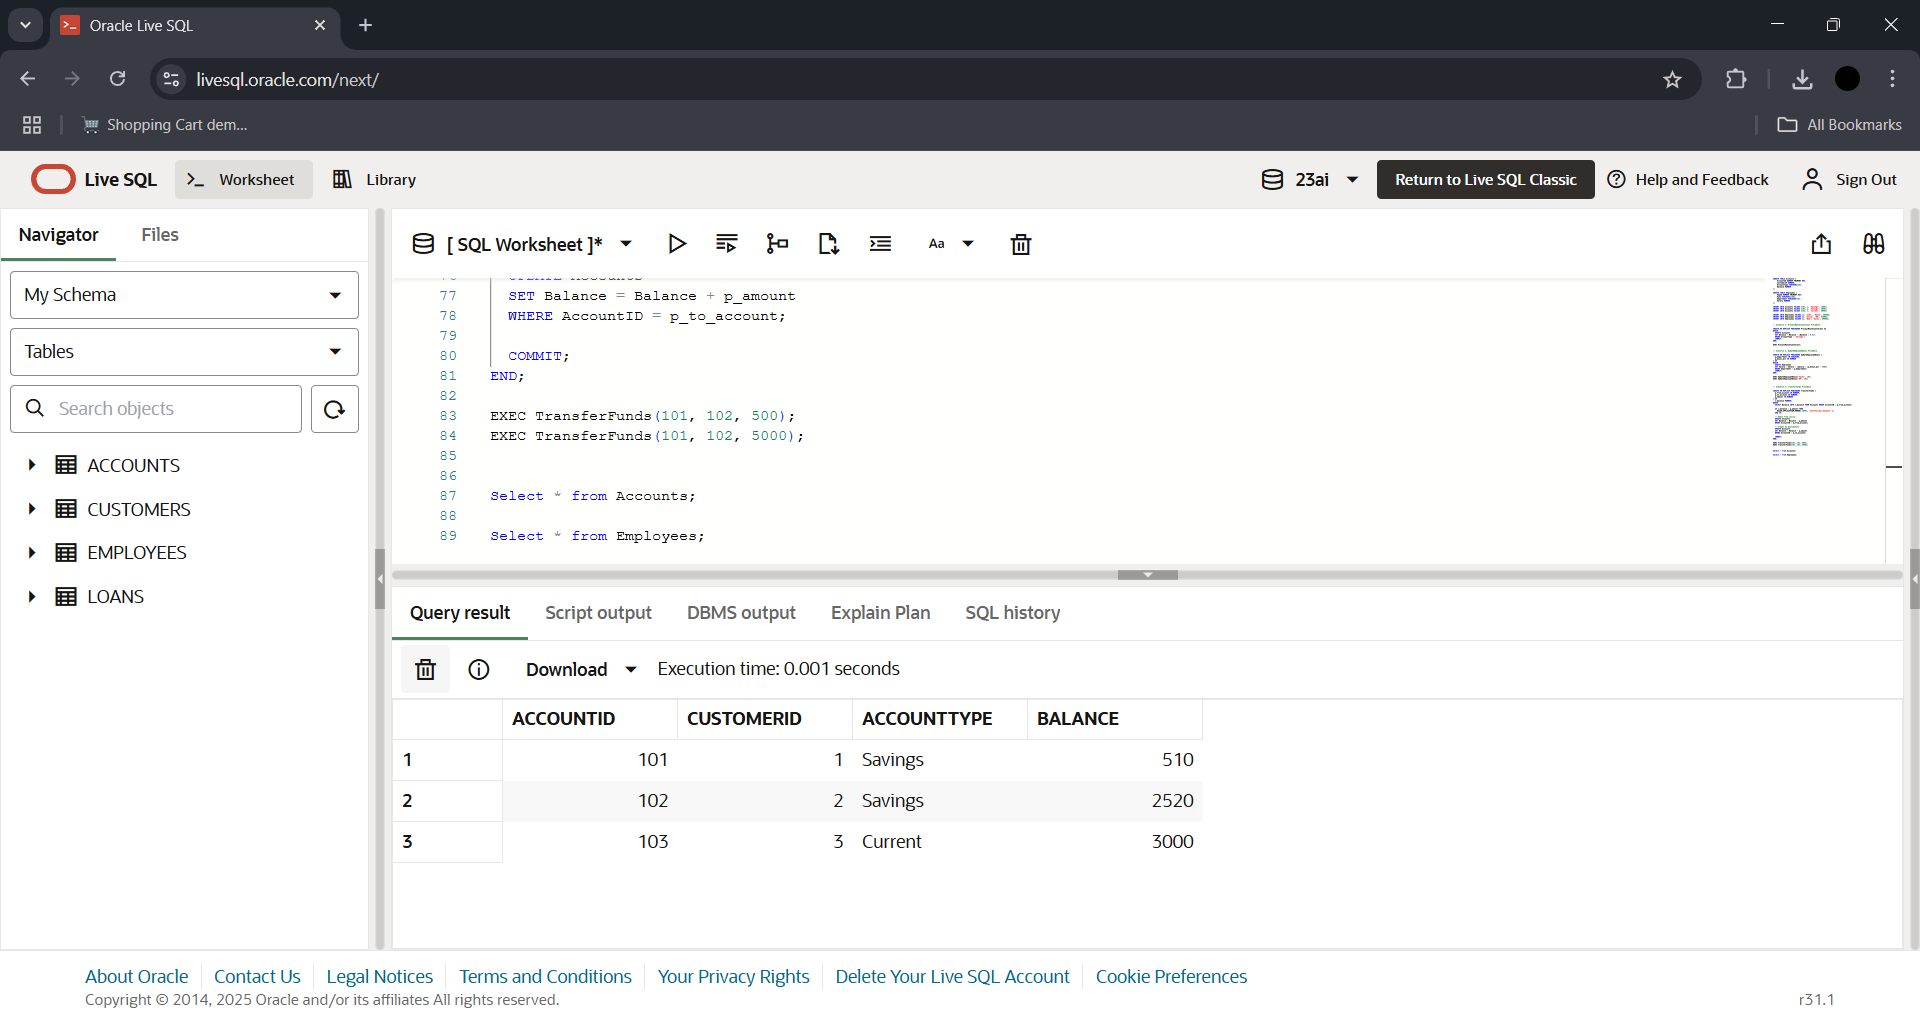 Oracle Live SQL
livesql.oracle.com/next/
Shopping Cart dem...
All Bookmarks
Live SQL
Worksheet
Library
23ai
Return to Live SQL Classic
Help and Feedback
Sign Out
Navigator
Files
[ SQL Worksheet ]*
Aa
My Schema
Tables
Search objects
ACCOUNTS
CUSTOMERS
EMPLOYEES
LOANS
77 SET Balance = Balance + p_amount
78 WHERE AccountID = p_to_account;
79
80 COMMIT;
81 END;
82
83 EXEC TransferFunds(101, 102, 500);
84 EXEC TransferFunds(101, 102, 5000);
85
86
87 Select * from Accounts;
88
89 Select * from Employees;
Query result
Script output
DBMS output
Explain Plan
SQL history
Download
Execution time: 0.001 seconds
ACCOUNTID CUSTOMERID ACCOUNTTYPE BALANCE
1 101 1 Savings 510
2 102 2 Savings 2520
3 103 3 Current 3000
About Oracle
Contact Us
Legal Notices
Terms and Conditions
Your Privacy Rights
Delete Your Live SQL Account
Cookie Preferences
Copyright © 2014, 2025 Oracle and/or its affiliates All rights reserved.
r31.1